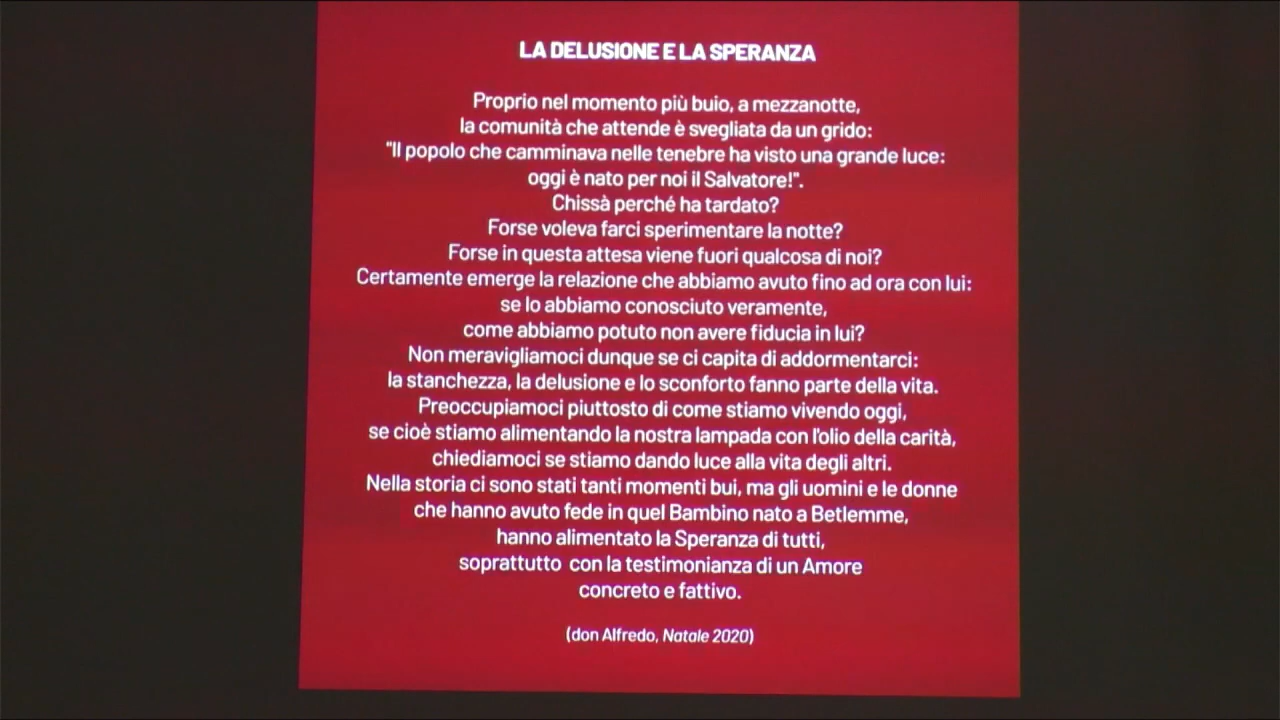 LA DELUSIONE E LA SPERANZA
Proprio nel momento più buio, a mezzanotte,
la comunità che attende è svegliata da un grido:
"Il popolo che camminava nelle tenebre ha visto una grande luce:
oggi è nato per noi il Salvatore!".
Chissà perché ha tardato?
Forse voleva farci sperimentare la notte?
Forse in questa attesa viene fuori qualcosa di noi?
Certamente emerge la relazione che abbiamo avuto fino ad ora con lui:
se lo abbiamo conosciuto veramente,
come abbiamo potuto non avere fiducia in lui?
Non meravigliamoci dunque se ci capita di addormentarci:
la stanchezza, la delusione e lo sconforto fanno parte della vita.
Preoccupiamoci piuttosto di come stiamo vivendo oggi,
se cioè stiamo alimentando la nostra lampada con l'olio della carità,
chiediamoci se stiamo dando luce alla vita degli altri.
Nella storia ci sono stati tanti momenti bui, ma gli uomini e le donne
che hanno avuto fede in quel Bambino nato a Betlemme,
hanno alimentato la Speranza di tutti,
soprattutto con la testimonianza di un Amore
concreto e fattivo.
(don Alfredo, Natale 2020)